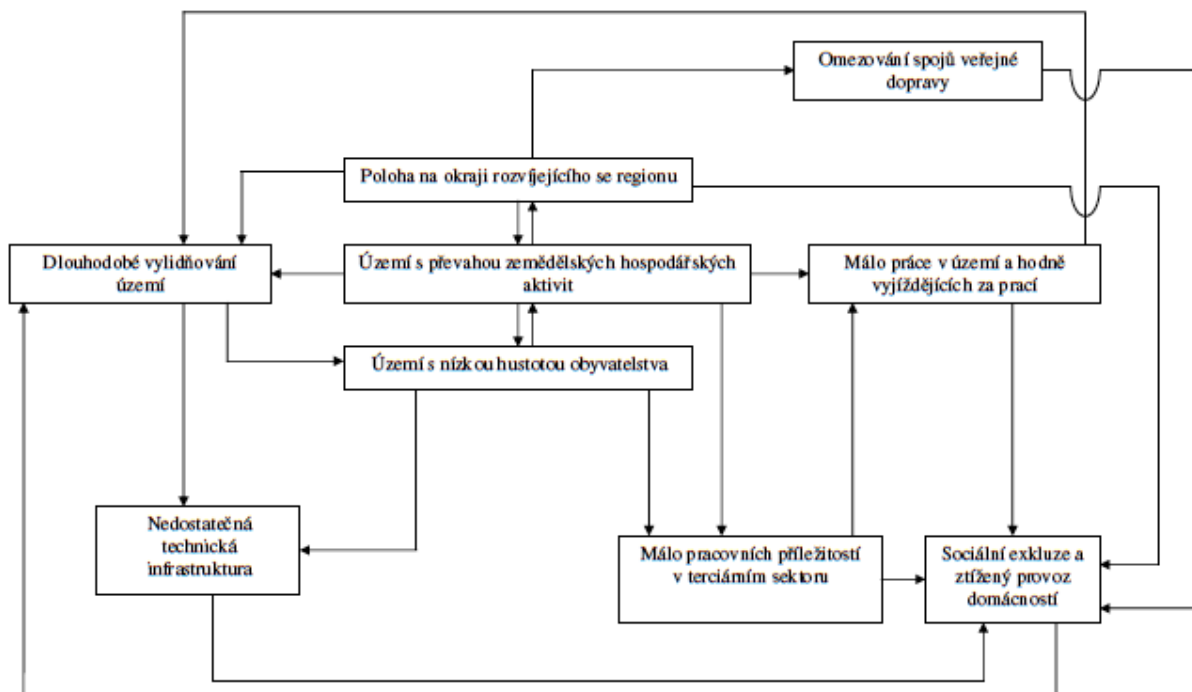 Omezování spojů veřejné
dopravy
Poloha na okraji rozvíjejícího se regionu
Dlouhodobé vylidňování
území
Území s převahou zemědělských hospodářských
aktivit
Málo práce v území a hodně
vyjíždějících za prací
Území s nízkou hustotou obyvatelstva
Nedostatečná
technická
infrastruktura
Málo pracovních příležitostí
v terciárním sektoru
Sociální exkluze a
ztížený provoz
domácností